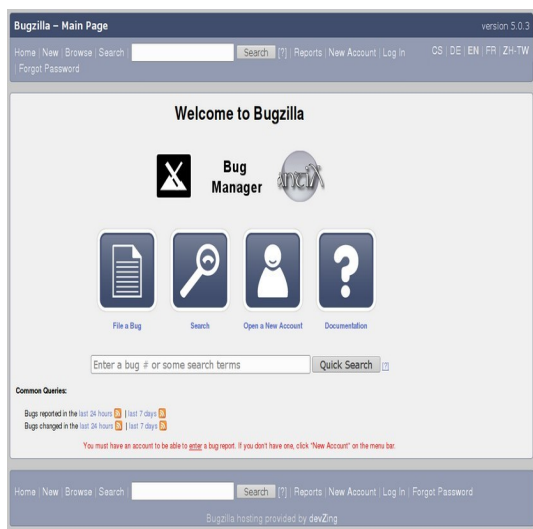 Bugzilla – Main Page
version 5.0.3
Home | New | Browse | Search | Search [?] | Reports | New Account | Log In
| Forgot Password
CS | DE | EN | FR | ZH-TW
Welcome to Bugzilla
Bug
Manager
antiX
File a Bug
Search
Open a New Account
Documentation
Enter a bug # or some search terms
Quick Search [?]
Common Queries:
Bugs reported in the last 24 hours | last 7 days
Bugs changed in the last 24 hours | last 7 days
You must have an account to be able to enter a bug report. If you don't have one, click "New Account" on the menu bar.
Home | New | Browse | Search | Search [?] | Reports | New Account | Log In | Forgot Password
Bugzilla hosting provided by devZing